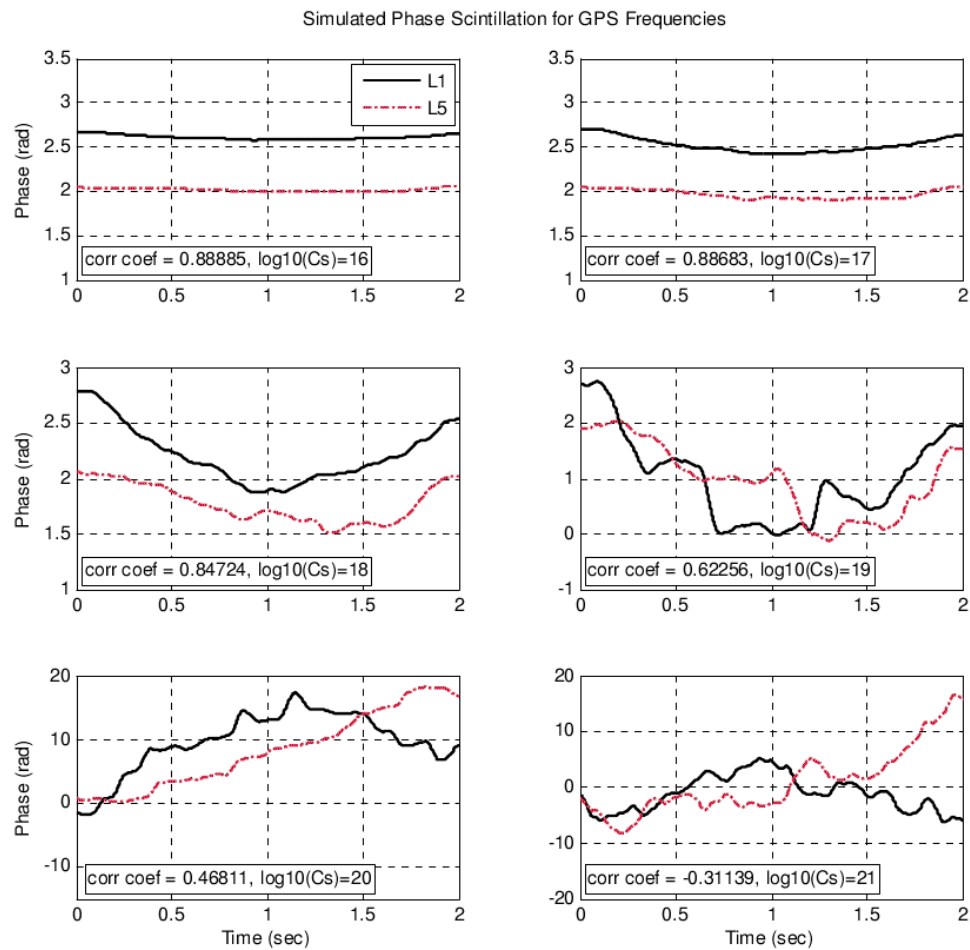 Simulated Phase Scintillation for GPS Frequencies
3.5
3
2.5
2
1.5
1
Phase (rad)
L1
L5
corr coef = 0.88885, log10(Cs)=16
0 0.5 1 1.5 2
3.5
3
2.5
2
1.5
1
corr coef = 0.88683, log10(Cs)=17
0 0.5 1 1.5 2
3
2.5
2
1.5
1
Phase (rad)
corr coef = 0.84724, log10(Cs)=18
0 0.5 1 1.5 2
3
2
1
0
-1
corr coef = 0.62256, log10(Cs)=19
0 0.5 1 1.5 2
20
10
0
-10
Phase (rad)
corr coef = 0.46811, log10(Cs)=20
0 0.5 1 1.5 2
Time (sec)
20
10
0
-10
-20
corr coef = -0.31139, log10(Cs)=21
0 0.5 1 1.5 2
Time (sec)